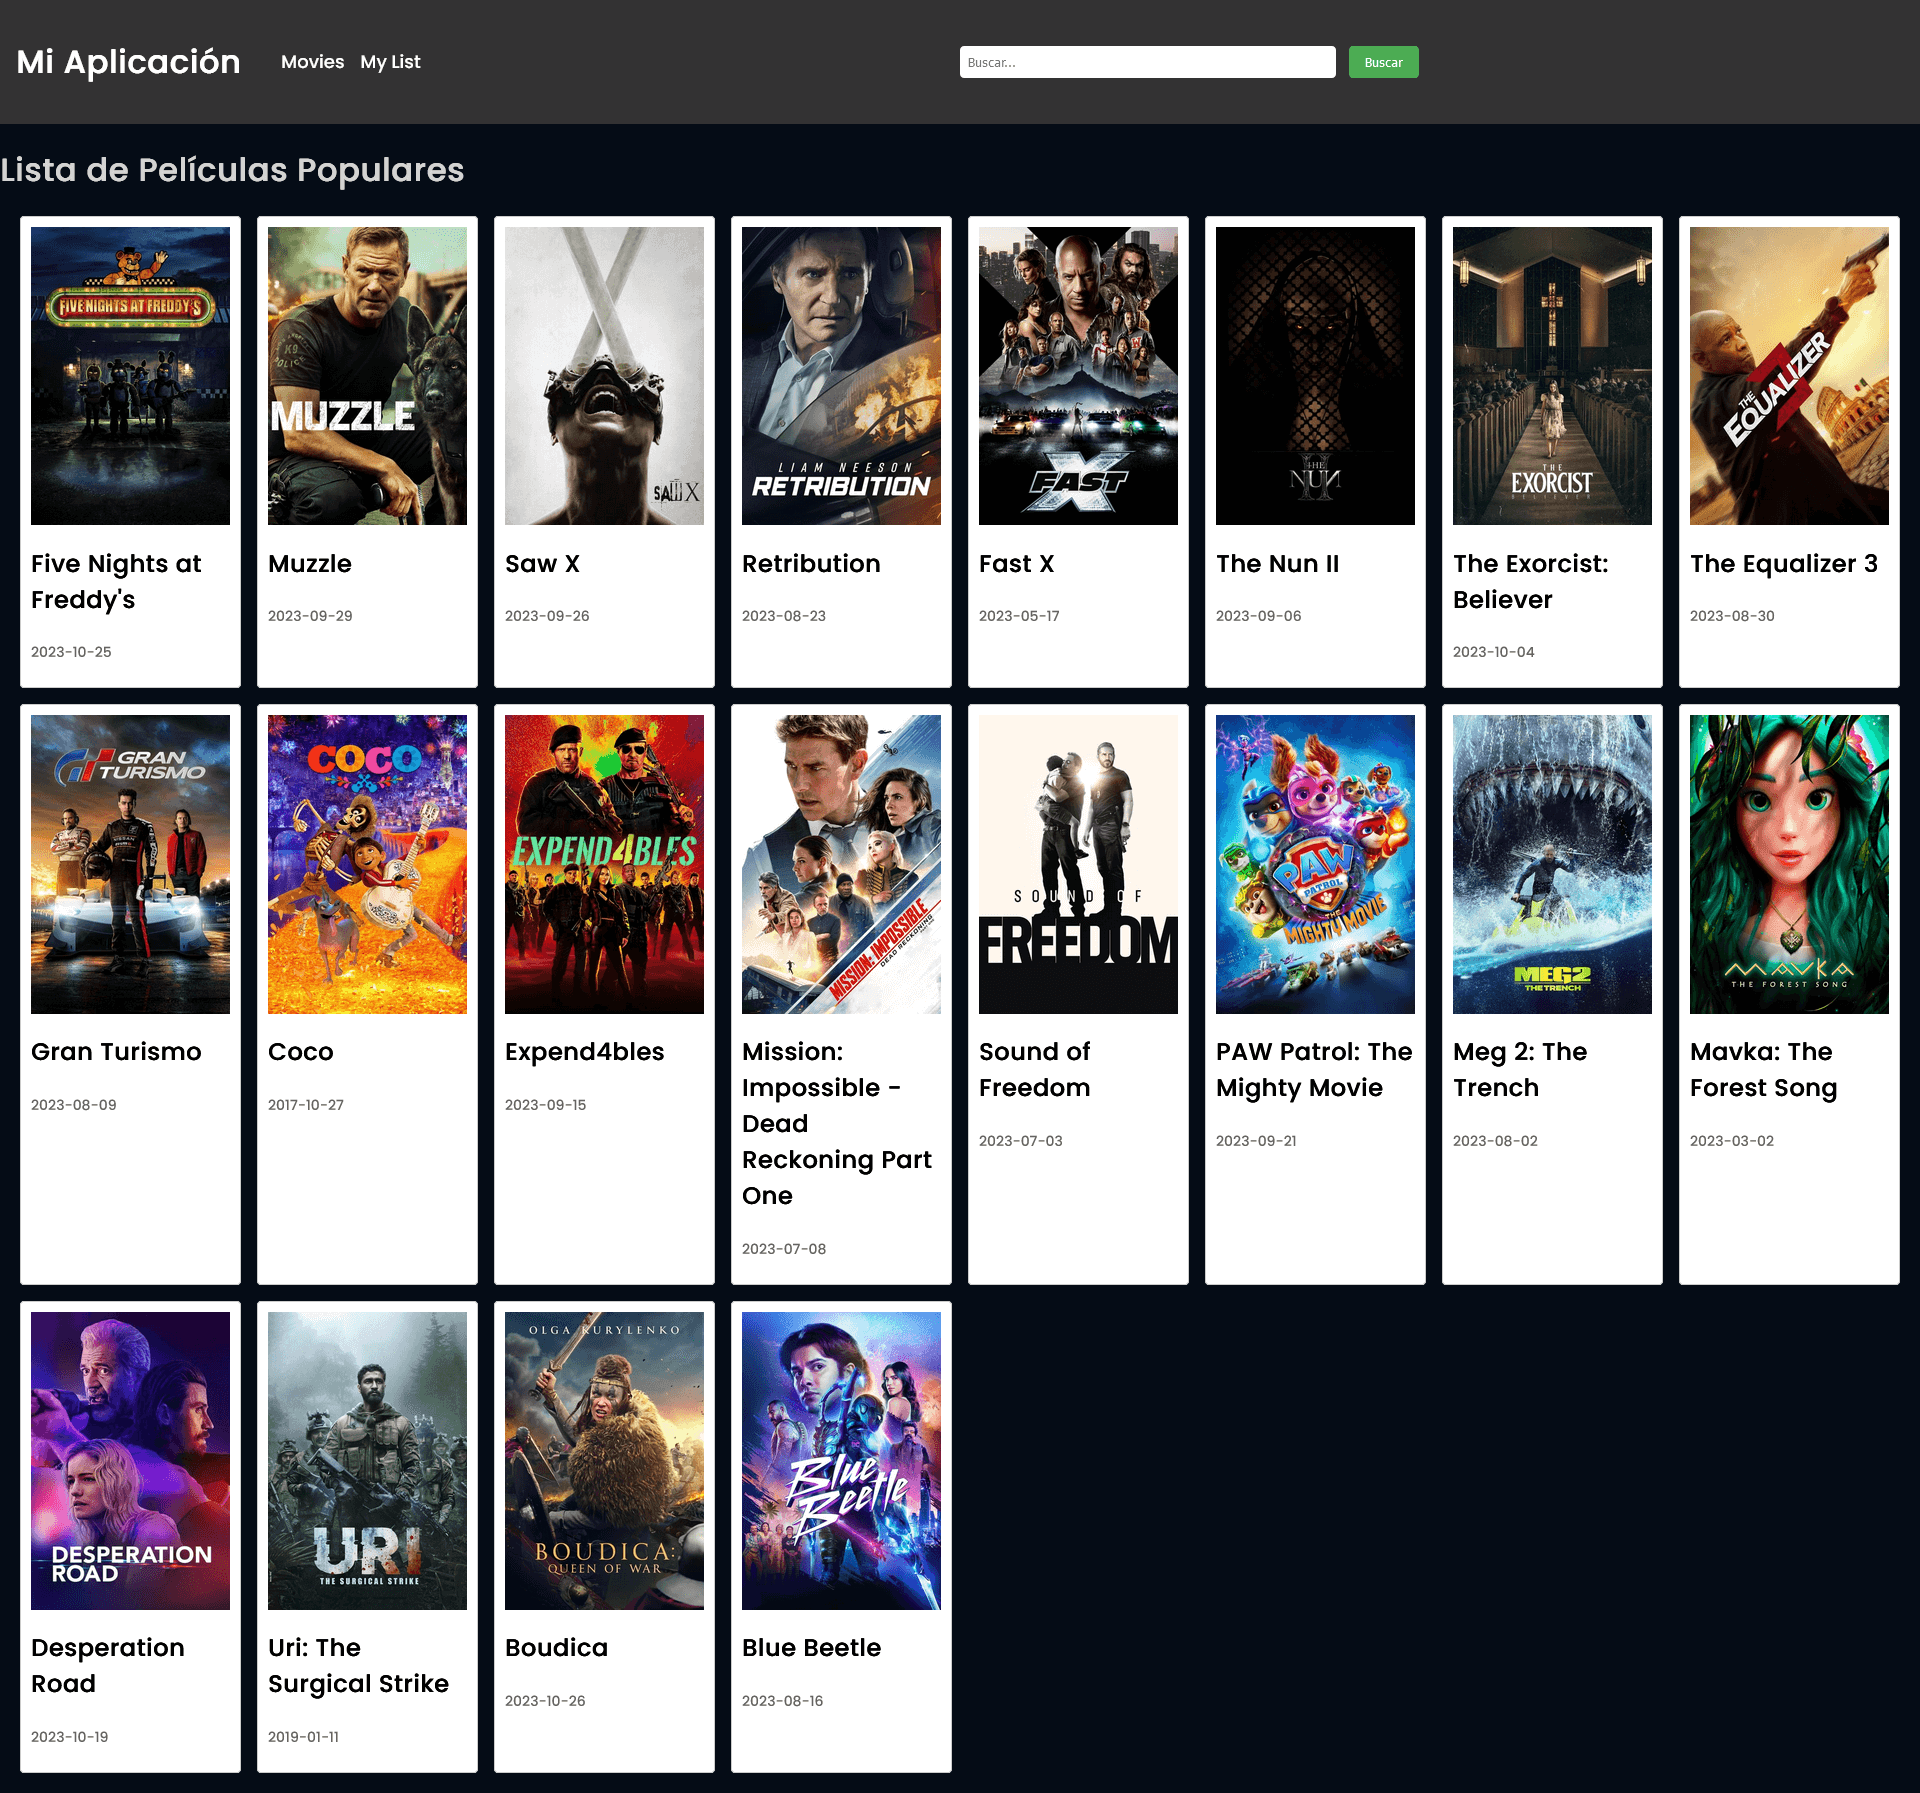 Mi Aplicación
Movies
My List
Buscar...
Buscar
Lista de Películas Populares
FIVE NIGHTS AT FREDDY'S
Five Nights at
Freddy's
2023-10-25
K9
POLICE
MUZZLE
Muzzle
2023-09-29
SAW X
Saw X
2023-09-26
LIAM NEESON
RETRIBUTION
Retribution
2023-08-23
FAST X
Fast X
2023-05-17
THE
NUN
II
The Nun II
2023-09-06
THE
EXORCIST
BELIEVER
The Exorcist:
Believer
2023-10-04
THE
EQUALIZER
3
The Equalizer 3
2023-08-30
GRAN
TURISMO
Gran Turismo
2023-08-09
COCO
Coco
2017-10-27
EXPEND4BLES
Expend4bles
2023-09-15
MISSION: IMPOSSIBLE
DEAD RECKONING
Mission:
Impossible -
Dead
Reckoning Part
One
2023-07-08
SOUND OF
FREEDOM
Sound of
Freedom
2023-07-03
PAW
PATROL
THE
MIGHTY MOVIE
PAW Patrol: The
Mighty Movie
2023-09-21
MEG2
THE TRENCH
Meg 2: The
Trench
2023-08-02
MAVKA
THE FOREST SONG
Mavka: The
Forest Song
2023-03-02
DESPERATION
ROAD
Desperation
Road
2023-10-19
URI
THE SURGICAL STRIKE
Uri: The
Surgical Strike
2019-01-11
OLGA KURYLENKO
BOUDICA:
QUEEN OF WAR
Boudica
2023-10-26
Blue
Beetle
Blue Beetle
2023-08-16